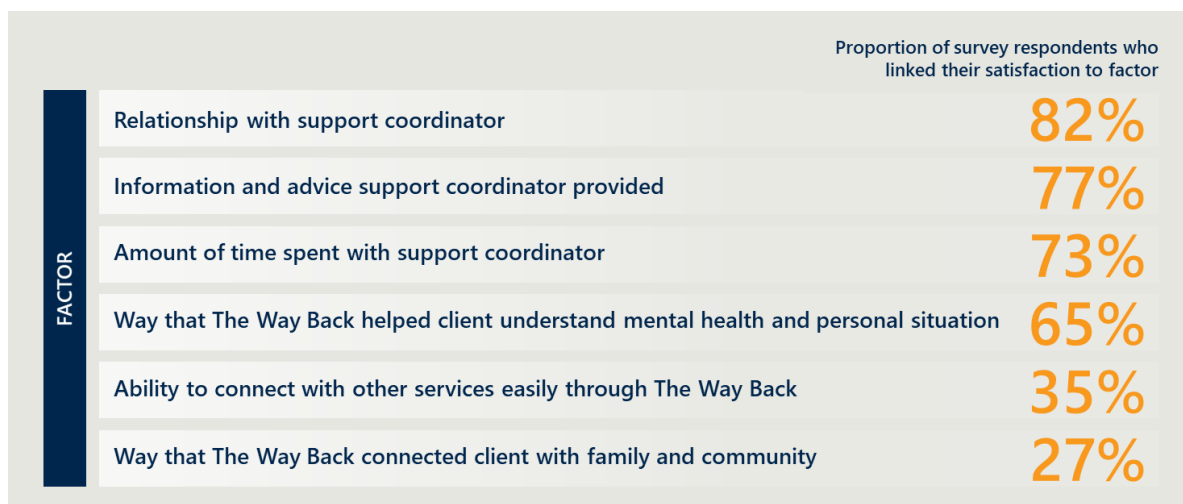 Proportion of survey respondents who
linked their satisfaction to factor
FACTOR
Relationship with support coordinator 82%
Information and advice support coordinator provided 77%
Amount of time spent with support coordinator 73%
Way that The Way Back helped client understand mental health and personal situation 65%
Ability to connect with other services easily through The Way Back 35%
Way that The Way Back connected client with family and community 27%